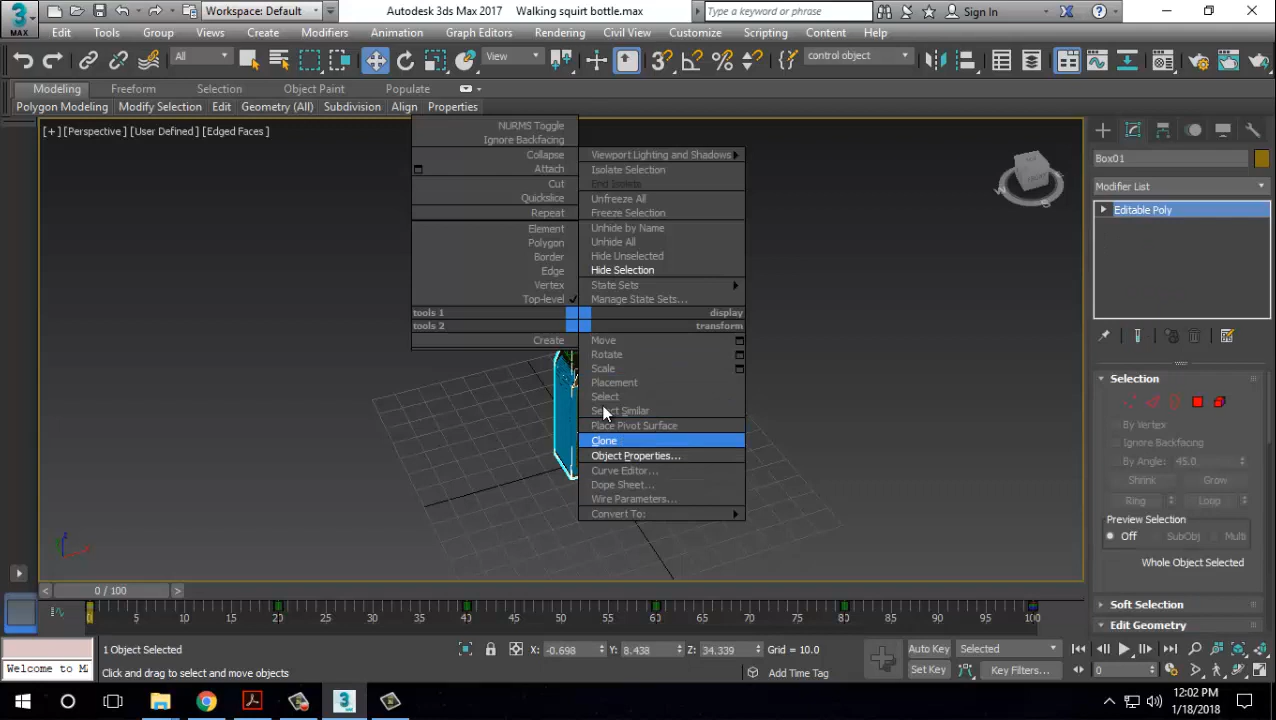 3
MAX
Workspace: Default
Autodesk 3ds Max 2017    Walking squirt bottle.max
Type a keyword or phrase
Sign In
Edit Tools Group Views Create Modifiers Animation Graph Editors Rendering Civil View Customize Scripting Content Help
All
View
control object
Modeling Freeform Selection Object Paint Populate
Polygon Modeling Modify Selection Edit Geometry (All) Subdivision Align Properties
[+] [Perspective] [User Defined] [Edged Faces]
NURMS Toggle
Ignore Backfacing
Collapse
Attach
Cut
Quickslice
Repeat
Element
Polygon
Border
Edge
Vertex
Top-level
tools 1
tools 2
Create
Viewport Lighting and Shadows
Isolate Selection
End Isolate
Unfreeze All
Freeze Selection
Unhide by Name
Unhide All
Hide Unselected
Hide Selection
State Sets
Manage State Sets...
display
transform
Move
Rotate
Scale
Placement
Select
Select Similar
Place Pivot Surface
Clone
Object Properties...
Curve Editor...
Dope Sheet...
Wire Parameters...
Convert To:
Box01
Modifier List
Editable Poly
Selection
By Vertex
Ignore Backfacing
By Angle: 45.0
Shrink Grow
Ring Loop
Preview Selection
Off SubObj Multi
Whole Object Selected
Soft Selection
Edit Geometry
0 / 100
0 5 10 15 20 25 30 35 40 45 50 55 60 65 70 75 80 85 90 95 100
1 Object Selected
X: -0.698 Y: 8.438 Z: 34.339 Grid = 10.0
Auto Key Selected
Welcome to M
Click and drag to select and move objects
Add Time Tag
Set Key Key Filters...
0
12:02 PM
1/18/2018